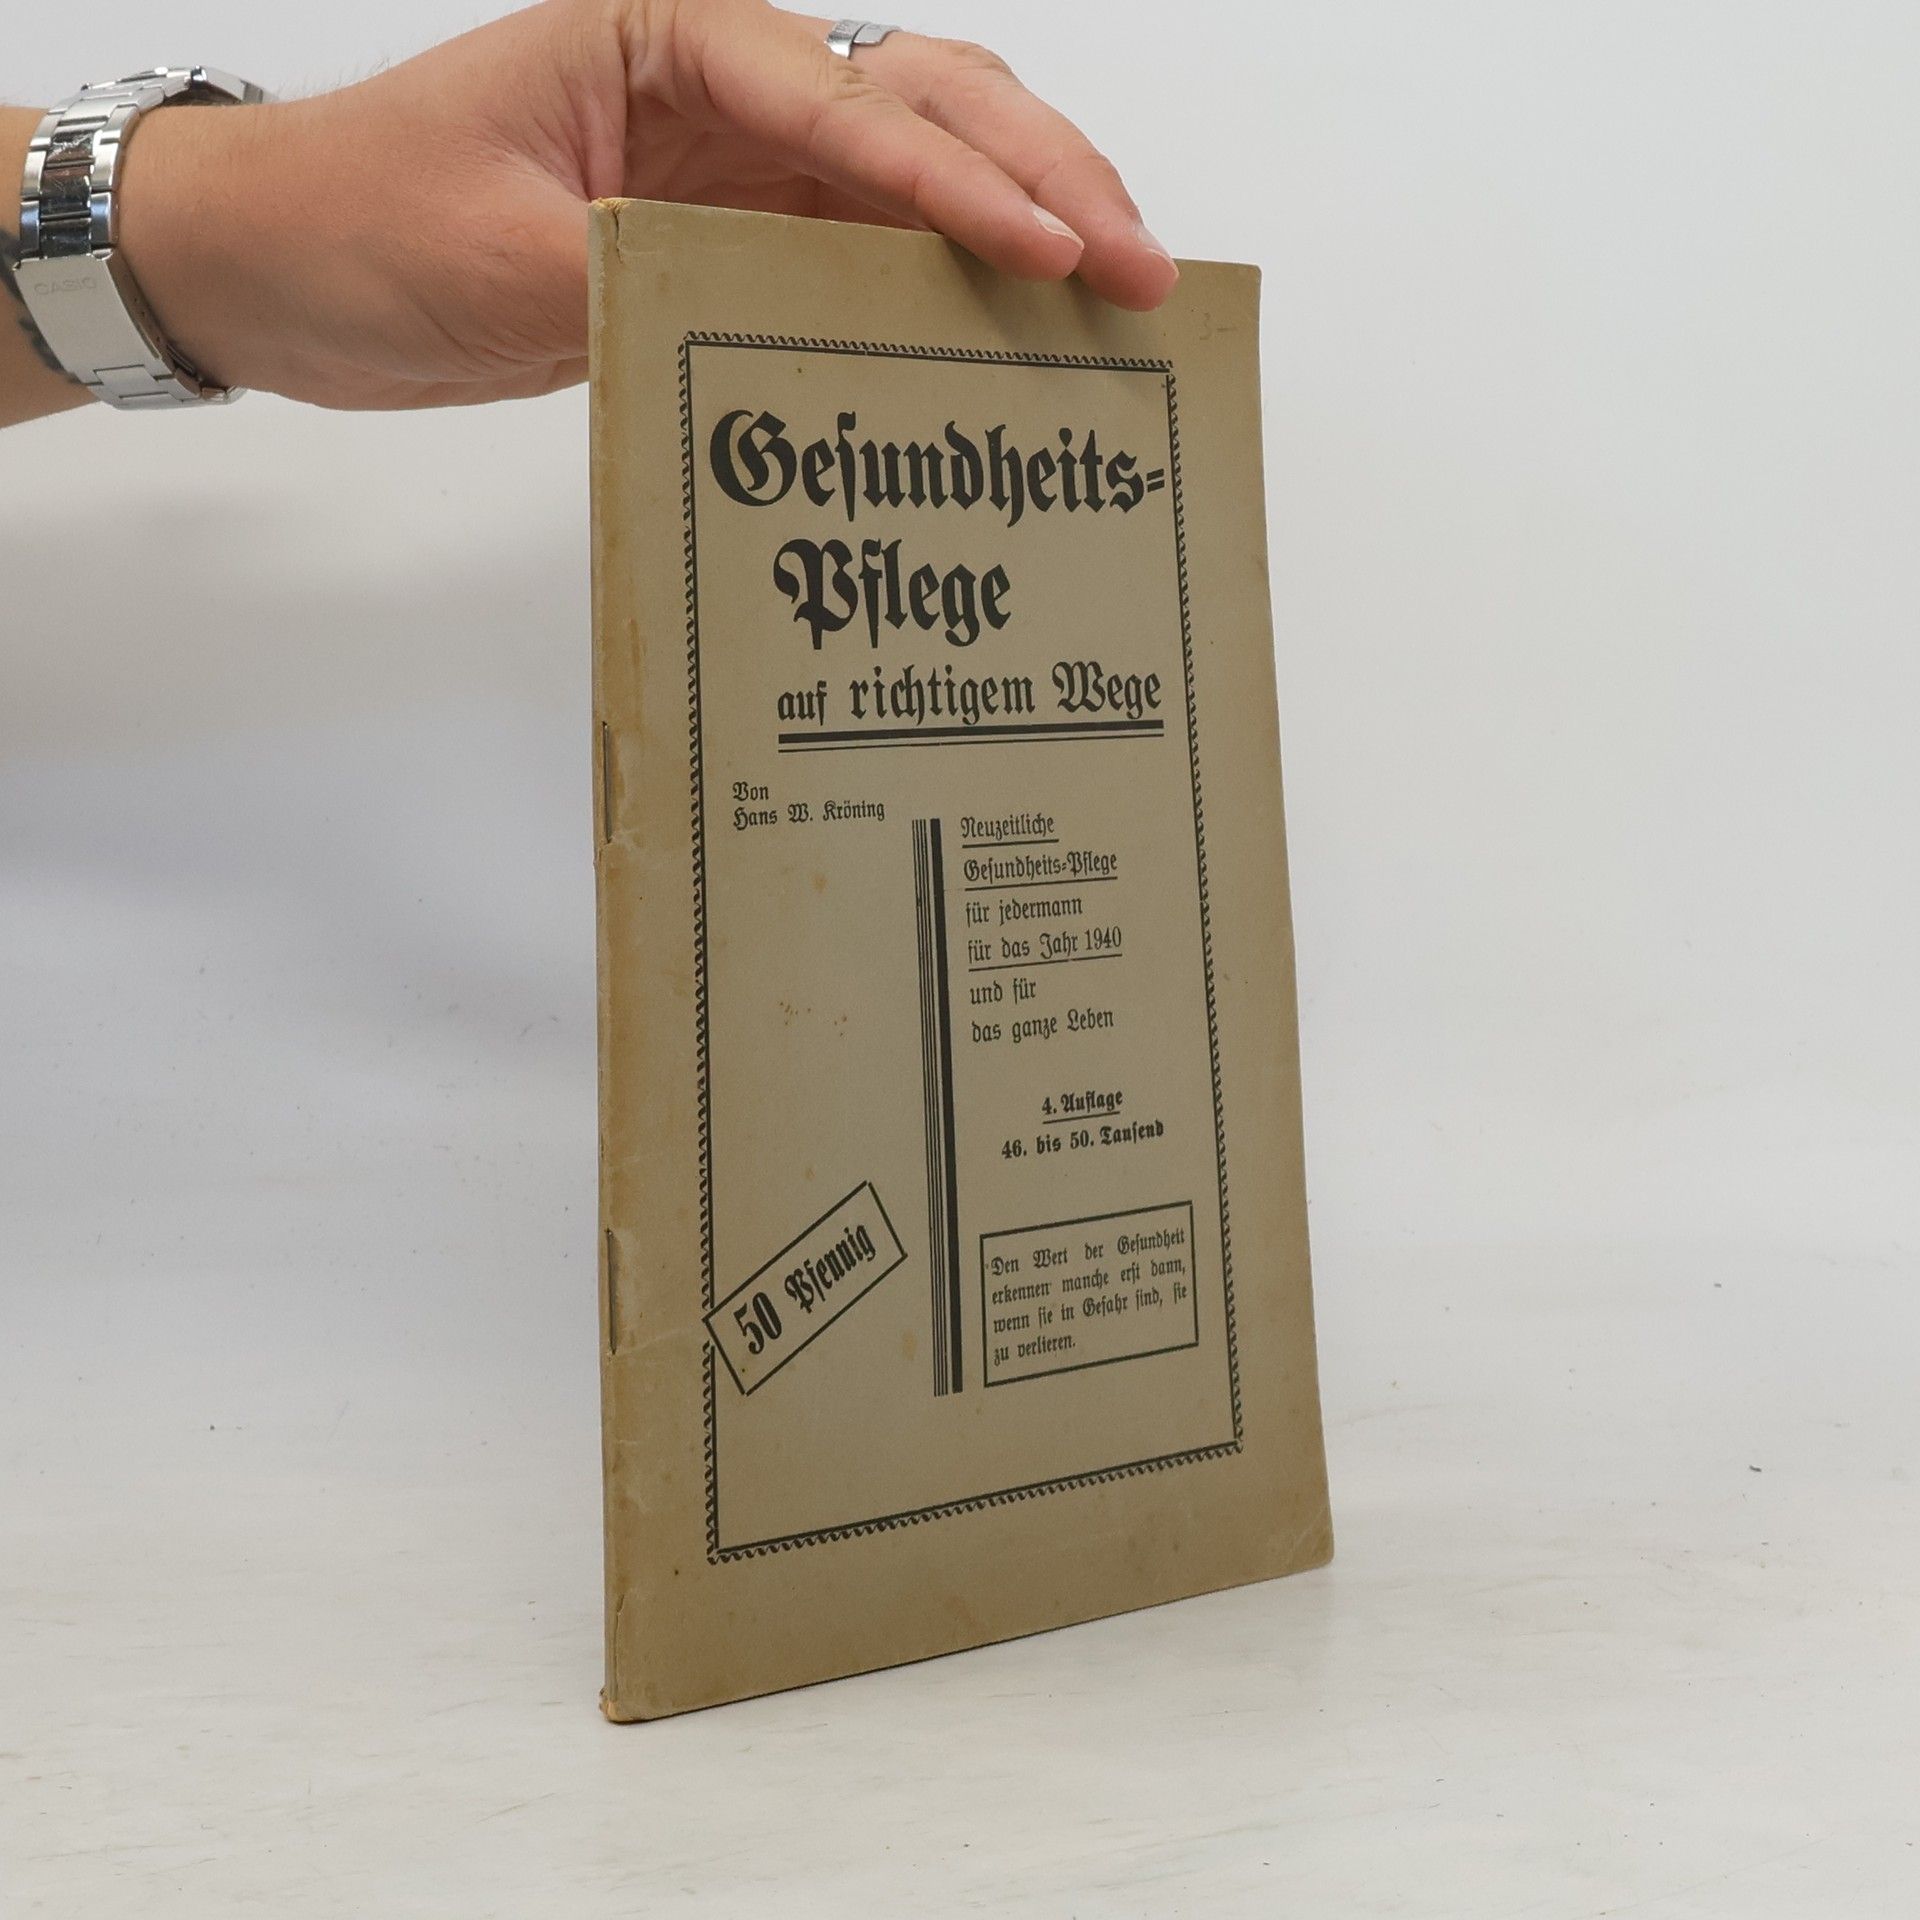 CASIO
3—
Gesundheits=
Pflege
auf richtigem Wege
Von
Hans W. Kröning
Neuzeitliche
Gesundheits=Pflege
für jedermann
für das Jahr 1940
und für
das ganze Leben
4. Auflage
46. bis 50. Tausend
50 Pfennig
Den Wert der Gesundheit
erkennen manche erst dann,
wenn sie in Gefahr sind, sie
zu verlieren.